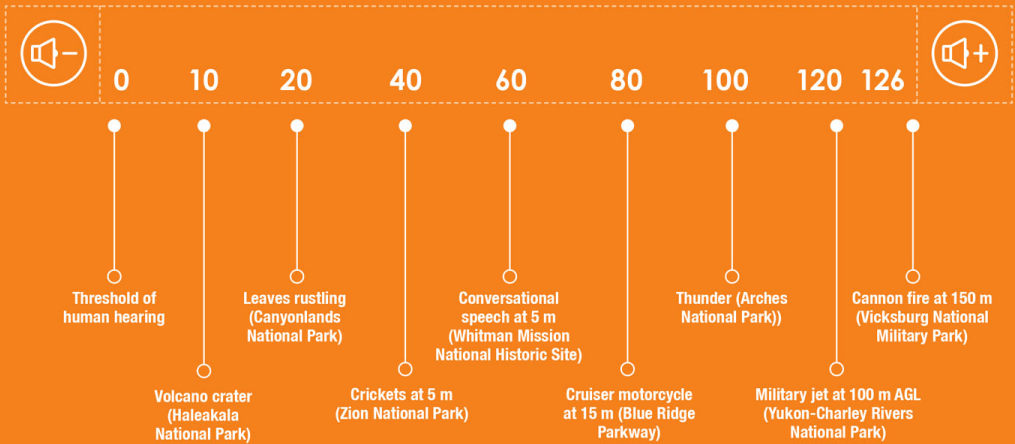 0 10 20 40 60 80 100 120 126
Threshold of
human hearing
Volcano crater
(Haleakala
National Park)
Leaves rustling
(Canyonlands
National Park)
Crickets at 5 m
(Zion National Park)
Conversational
speech at 5 m
(Whitman Mission
National Historic Site)
Cruiser motorcycle
at 15 m (Blue Ridge
Parkway)
Thunder (Arches
National Park))
Military jet at 100 m AGL
(Yukon-Charley Rivers
National Park)
Cannon fire at 150 m
(Vicksburg National
Military Park)